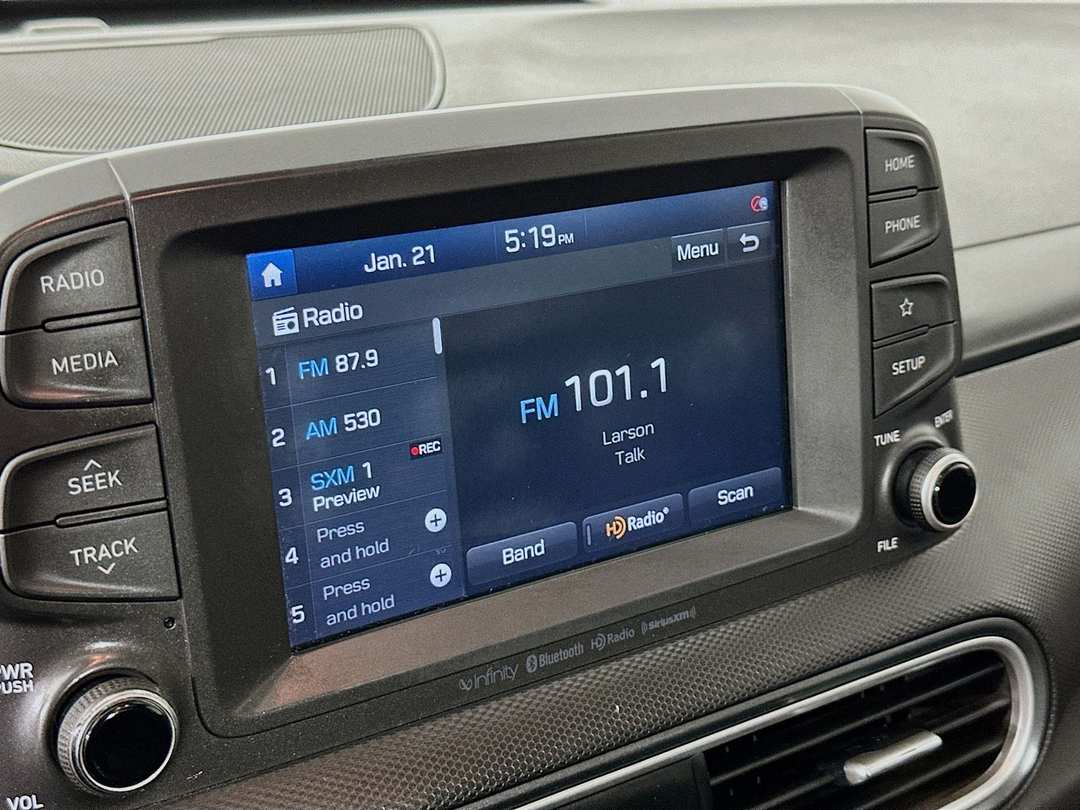 Jan. 21
5:19 PM
Menu
Radio
1 FM 87.9
2 AM 530
REC
3 SXM 1
Preview
4 Press
and hold
5 Press
and hold
FM 101.1
Larson
Talk
Band
HD Radio®
Scan
RADIO
MEDIA
SEEK
TRACK
PWR
PUSH
VOL
HOME
PHONE
SETUP
TUNE
ENTER
FILE
Infinity Bluetooth HD Radio ((SiriusXM))